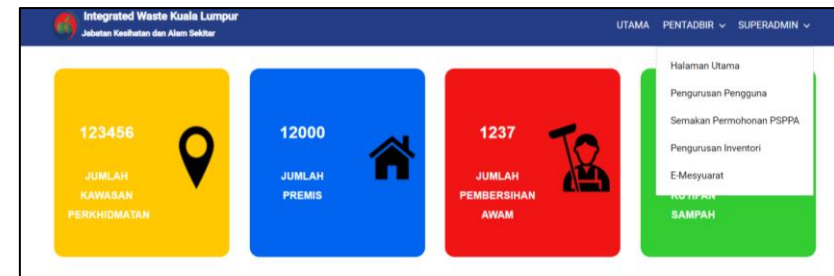 Integrated Waste Kuala Lumpur
Jabatan Kesihatan dan Alam Sekitar
UTAMA PENTADBIR SUPERADMIN
Halaman Utama
Pengurusan Pengguna
Semakan Permohonan PSPPA
Pengurusan Inventori
E-Mesyuarat
123456
JUMLAH
KAWASAN
PERKHIDMATAN
12000
JUMLAH
PREMIS
1237
JUMLAH
PEMBERSIHAN
AWAM
KUTIPAN
SAMPAH